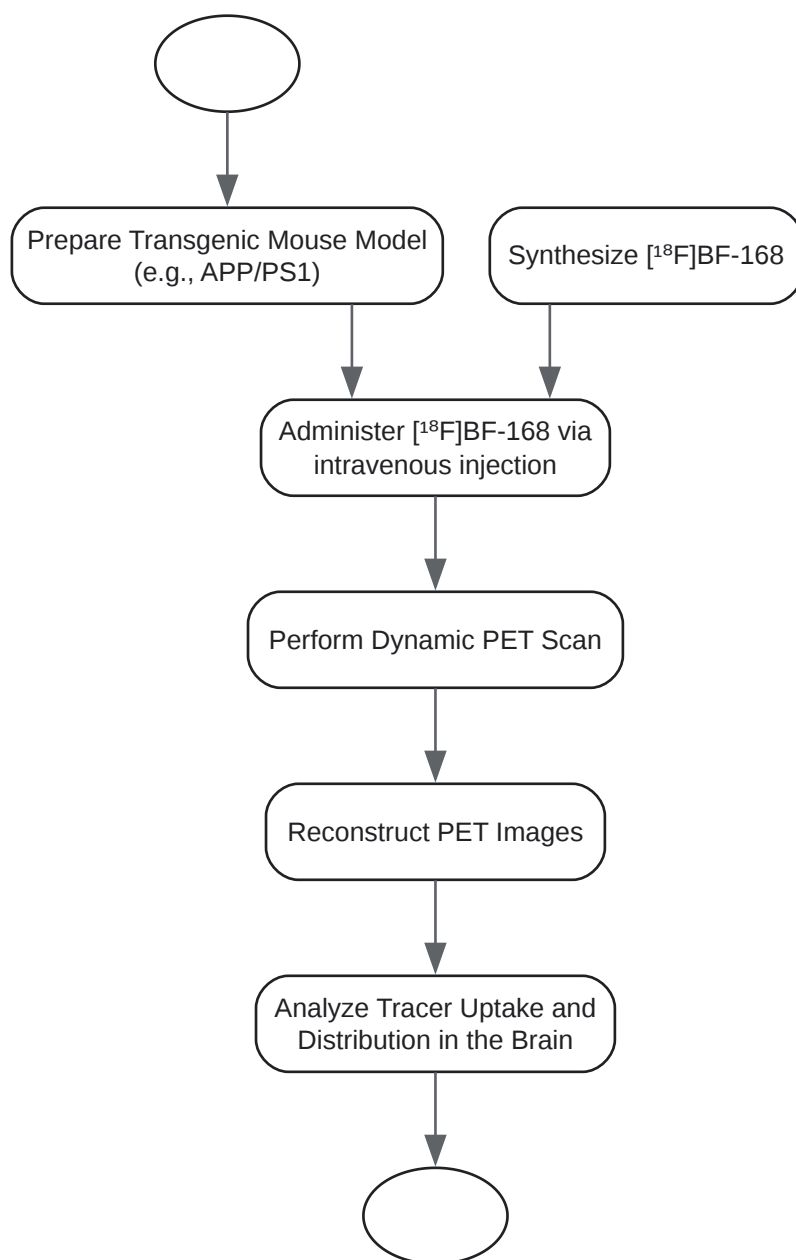 Prepare Transgenic Mouse Model
(e.g., APP/PS1)
Synthesize [¹⁸F]BF-168
Administer [¹⁸F]BF-168 via
intravenous injection
Perform Dynamic PET Scan
Reconstruct PET Images
Analyze Tracer Uptake and
Distribution in the Brain